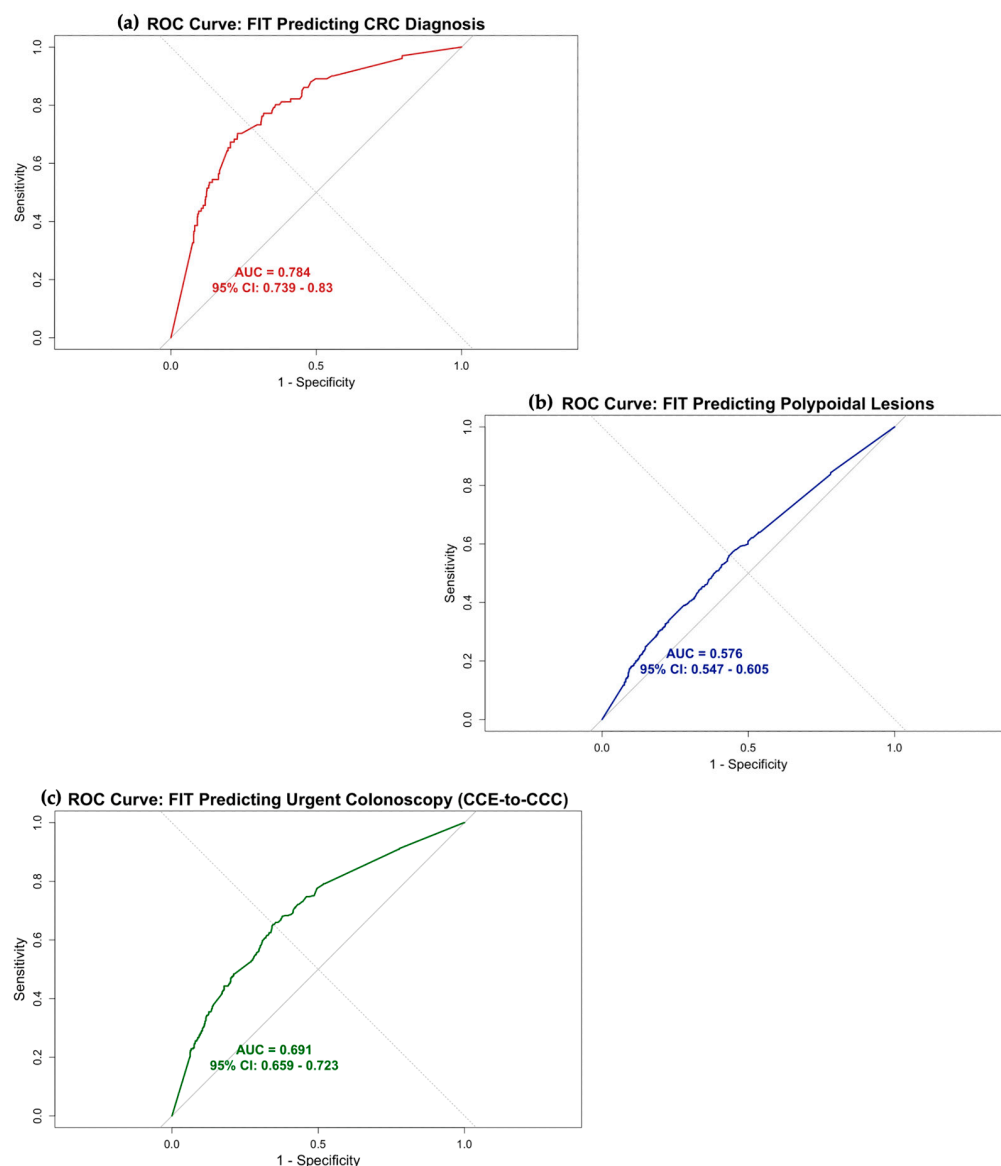 (a) ROC Curve: FIT Predicting CRC Diagnosis
1.0
0.8
0.6
0.4
0.2
0.0
Sensitivity
AUC = 0.784
95% CI: 0.739 - 0.83
0.0 0.5 1.0
1 - Specificity
(b) ROC Curve: FIT Predicting Polypoidal Lesions
1.0
0.8
0.6
0.4
0.2
0.0
Sensitivity
AUC = 0.576
95% CI: 0.547 - 0.605
0.0 0.5 1.0
1 - Specificity
(c) ROC Curve: FIT Predicting Urgent Colonoscopy (CCE-to-CCC)
1.0
0.8
0.6
0.4
0.2
0.0
Sensitivity
AUC = 0.691
95% CI: 0.659 - 0.723
0.0 0.5 1.0
1 - Specificity